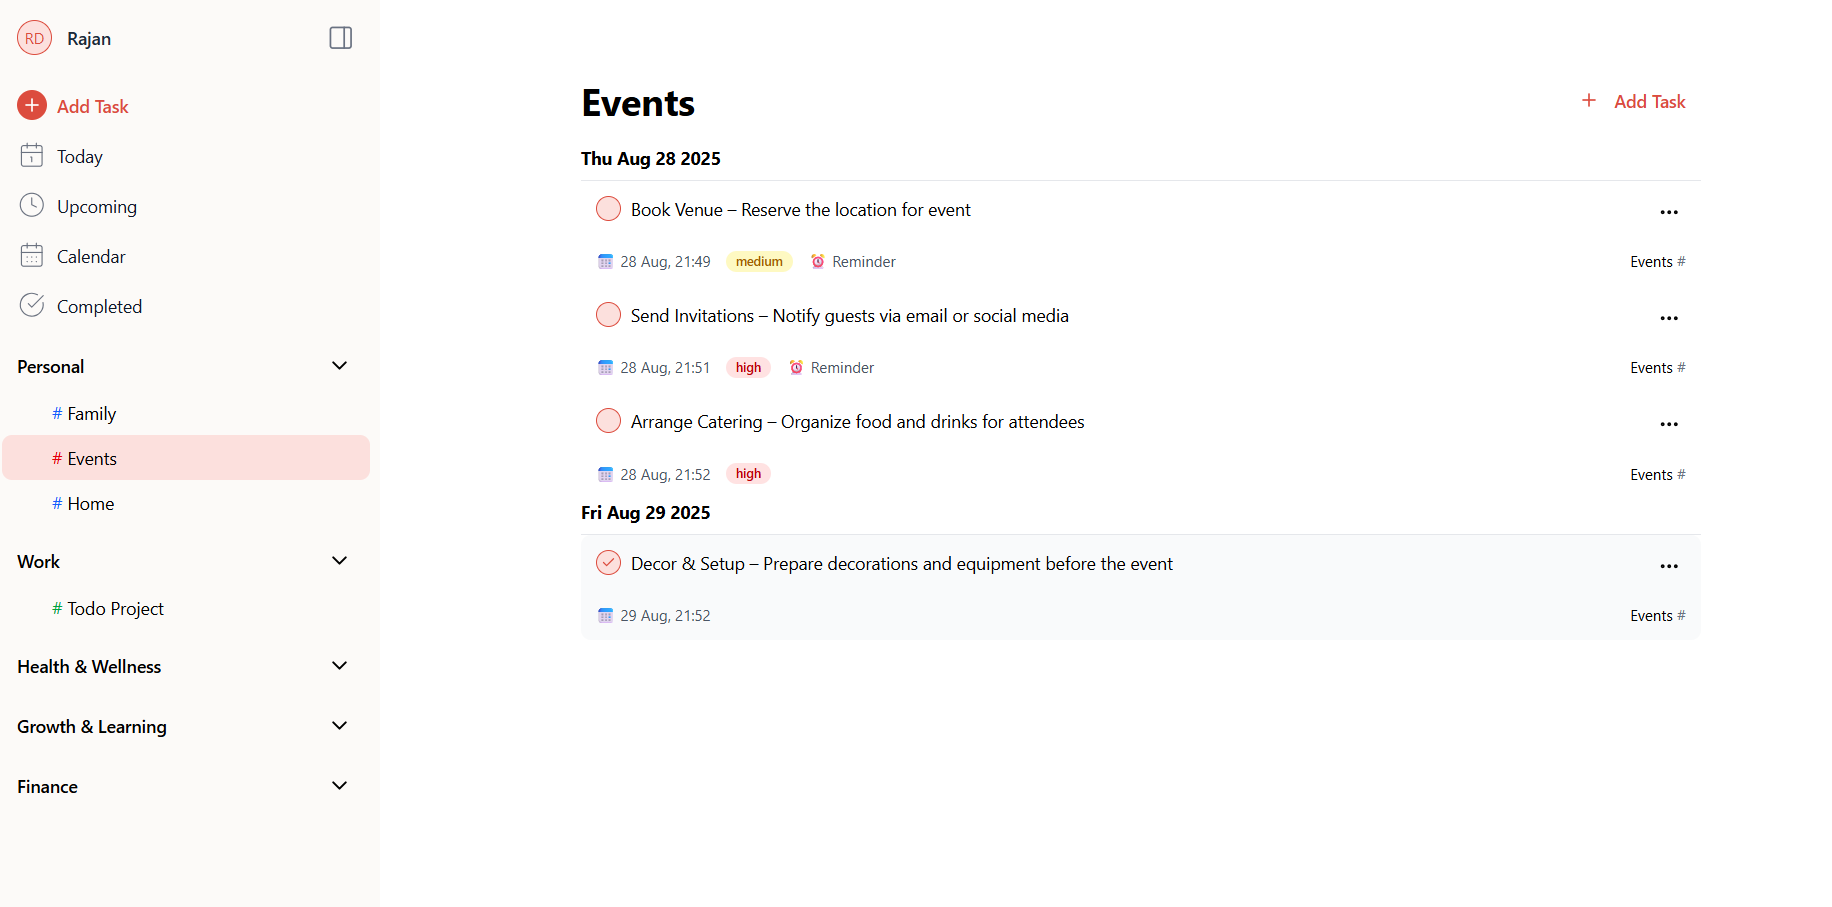 RD Rajan
Add Task
Today
Upcoming
Calendar
Completed
Personal
# Family
# Events
# Home
Work
# Todo Project
Health & Wellness
Growth & Learning
Finance
Events
+ Add Task
Thu Aug 28 2025
Book Venue – Reserve the location for event
28 Aug, 21:49 medium Reminder Events #
Send Invitations – Notify guests via email or social media
28 Aug, 21:51 high Reminder Events #
Arrange Catering – Organize food and drinks for attendees
28 Aug, 21:52 high Events #
Fri Aug 29 2025
Decor & Setup – Prepare decorations and equipment before the event
29 Aug, 21:52 Events #